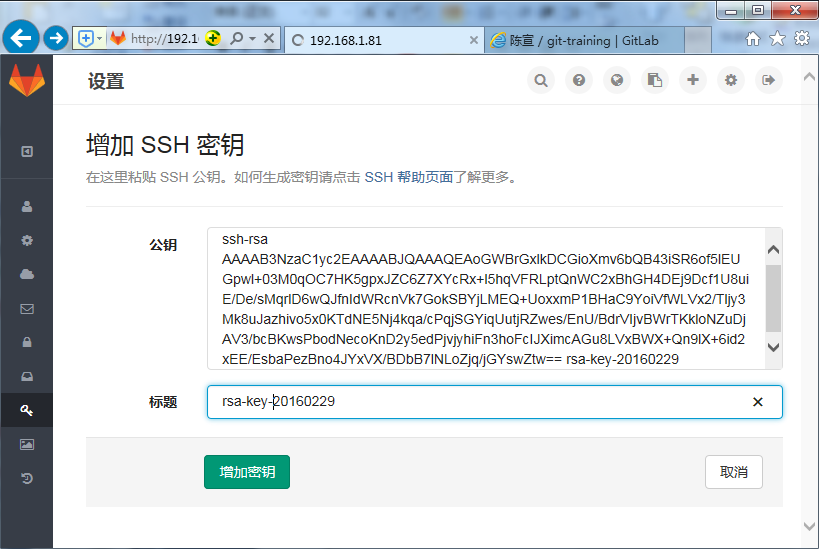 http://192.1
192.168.1.81
陈宣 / git-training | GitLab
设置
增加 SSH 密钥
在这里粘贴 SSH 公钥。如何生成密钥请点击 SSH 帮助页面了解更多。
公钥
ssh-rsa
AAAAB3NzaC1yc2EAAAABJQAAAQEAoGWBrGxlkDCGioXmv6bQB43iSR6of5IEU
Gpwl+03M0qOC7HK5gpxJZC6Z7XYcRx+I5hqVFRLptQnWC2xBhGH4DEj9Dcf1U8ui
E/De/sMqrID6wQJfnIdWRcnVk7GokSBYjLMEQ+UoxxmP1BHaC9YoiVfWLVx2/TIjy3
Mk8uJazhivo5x0KTdNE5Nj4kqa/cPqjSGYiqUutjRZwes/EnU/BdrVIjvBWrTKkloNZuDj
AV3/bcBKwsPbodNecoKnD2y5edPjvjyhiFn3hoFcIJXimcAGu8LVxBWX+Qn9IX+6id2
xEE/EsbaPezBno4JYxVX/BDbB7INLoZjq/jGYswZtw== rsa-key-20160229
标题
rsa-key-20160229
增加密钥
取消